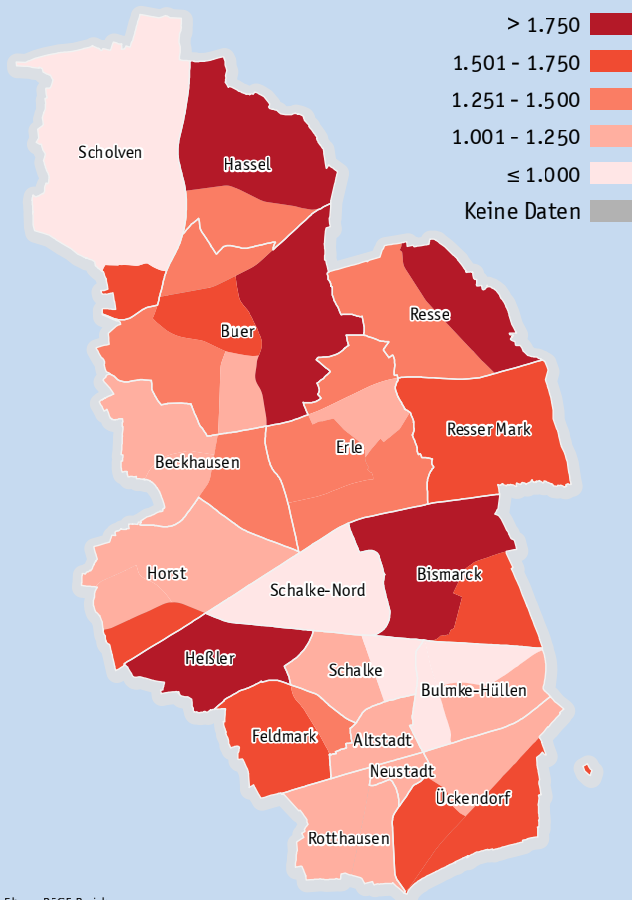 > 1.750
1.501 - 1.750
1.251 - 1.500
1.001 - 1.250
≤ 1.000
Keine Daten
Scholven
Hassel
Resse
Buer
Resser Mark
Erle
Beckhausen
Horst
Bismarck
Schalke-Nord
Heßler
Schalke
Bulmke-Hüllen
Feldmark
Altstadt
Neustadt
Ückendorf
Rotthausen